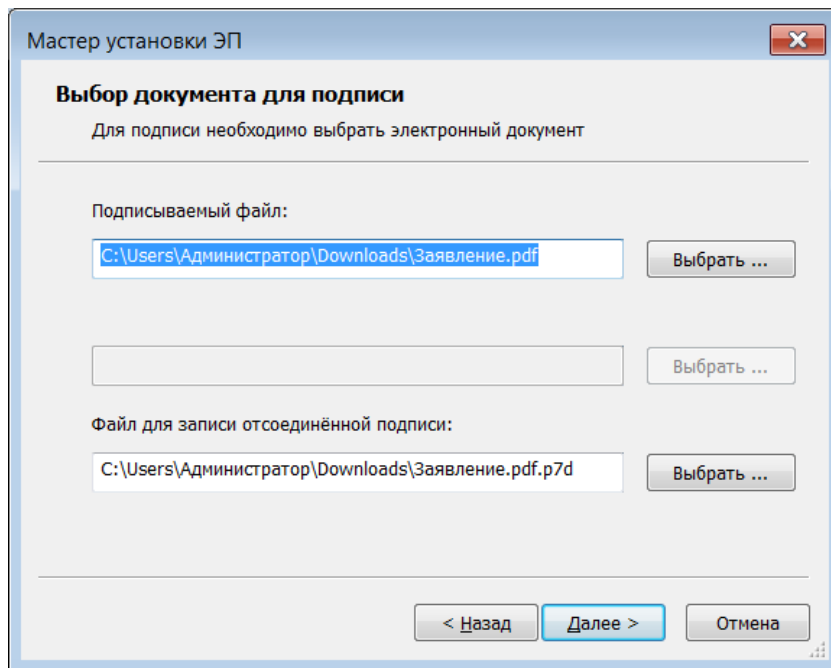 Мастер установки ЭП
Выбор документа для подписи
Для подписи необходимо выбрать электронный документ
Подписываемый файл:
C:\Users\Администратор\Downloads\Заявление.pdf
Выбрать ...
Выбрать ...
Файл для записи отсоединённой подписи:
C:\Users\Администратор\Downloads\Заявление.pdf.p7d
Выбрать ...
< Назад
Далее >
Отмена